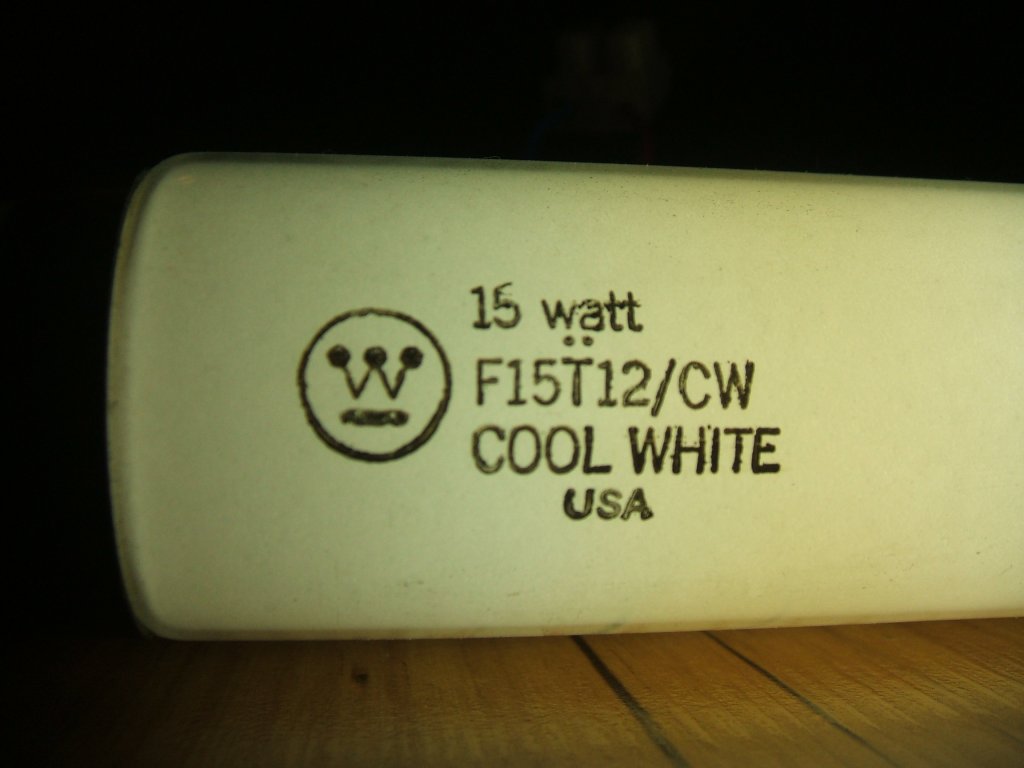 15 watt
F15T12/CW
COOL WHITE
USA